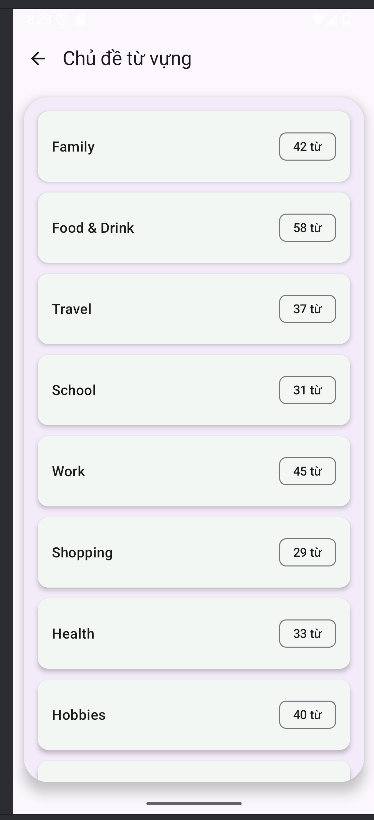 Chủ đề từ vựng
Family
42 từ
Food & Drink
58 từ
Travel
37 từ
School
31 từ
Work
45 từ
Shopping
29 từ
Health
33 từ
Hobbies
40 từ